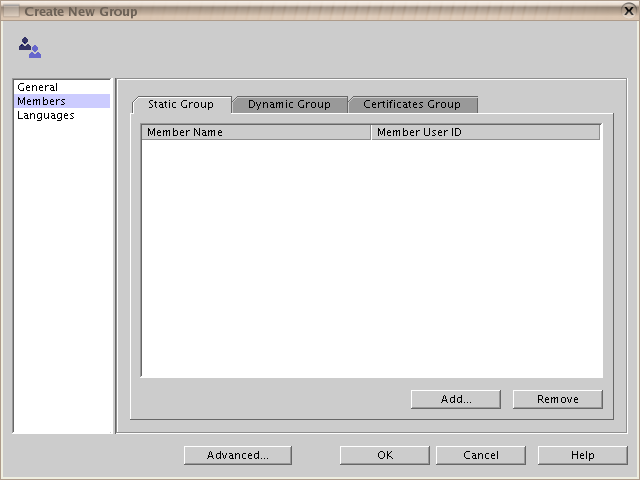 Create New Group
General
Members
Languages
Static Group Dynamic Group Certificates Group
Member Name Member User ID
Add... Remove
Advanced... OK Cancel Help